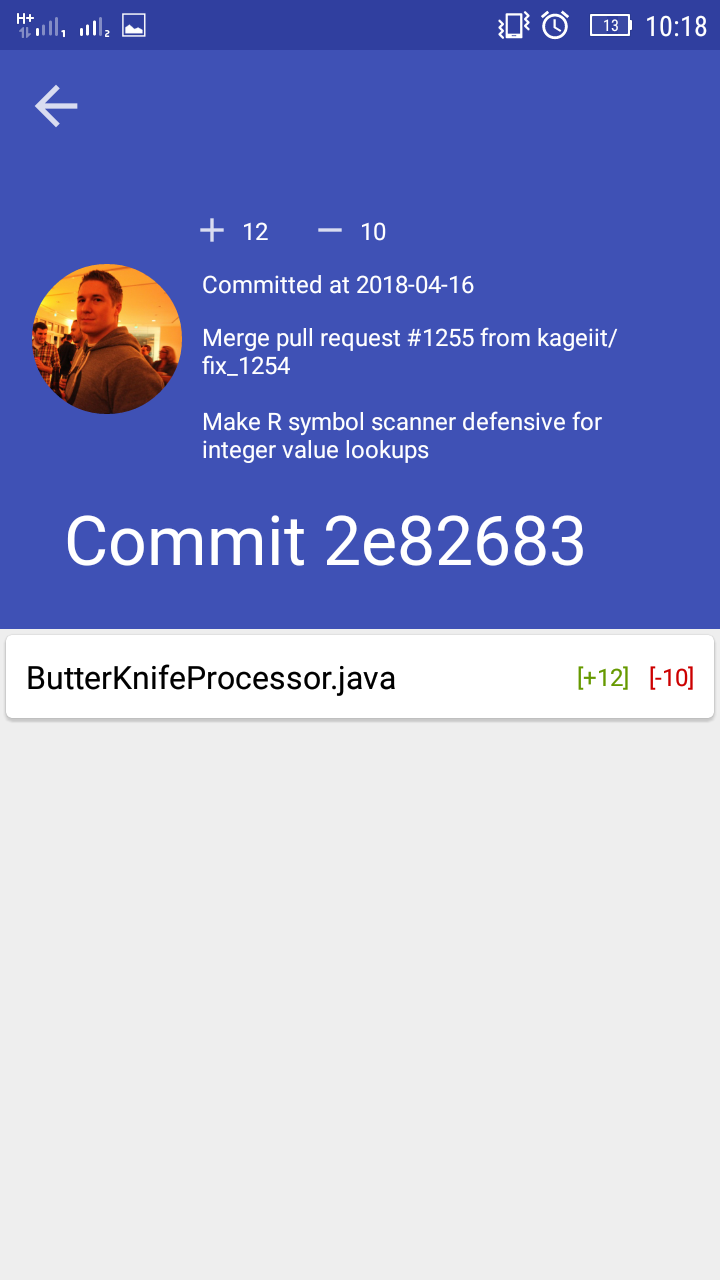 H+ 1 2 13 10:18
+ 12 − 10
Committed at 2018-04-16
Merge pull request #1255 from kageiit/
fix_1254
Make R symbol scanner defensive for
integer value lookups
Commit 2e82683
ButterKnifeProcessor.java [+12] [-10]